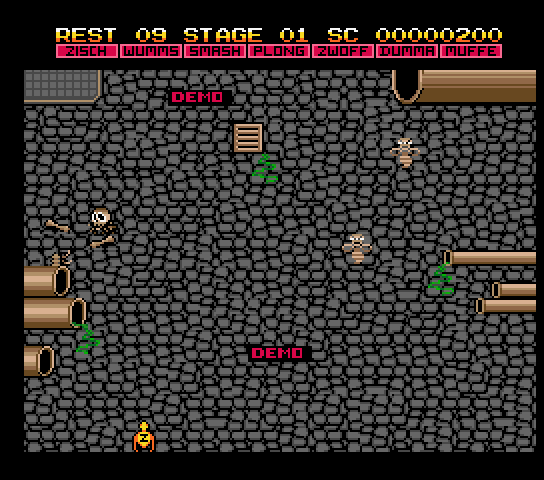 REST 09 STAGE 01 SC 00000200
ZISCH WUMMS SMASH PLONG ZWOFF DUMMA MUFFE
DEMO
DEMO
Z